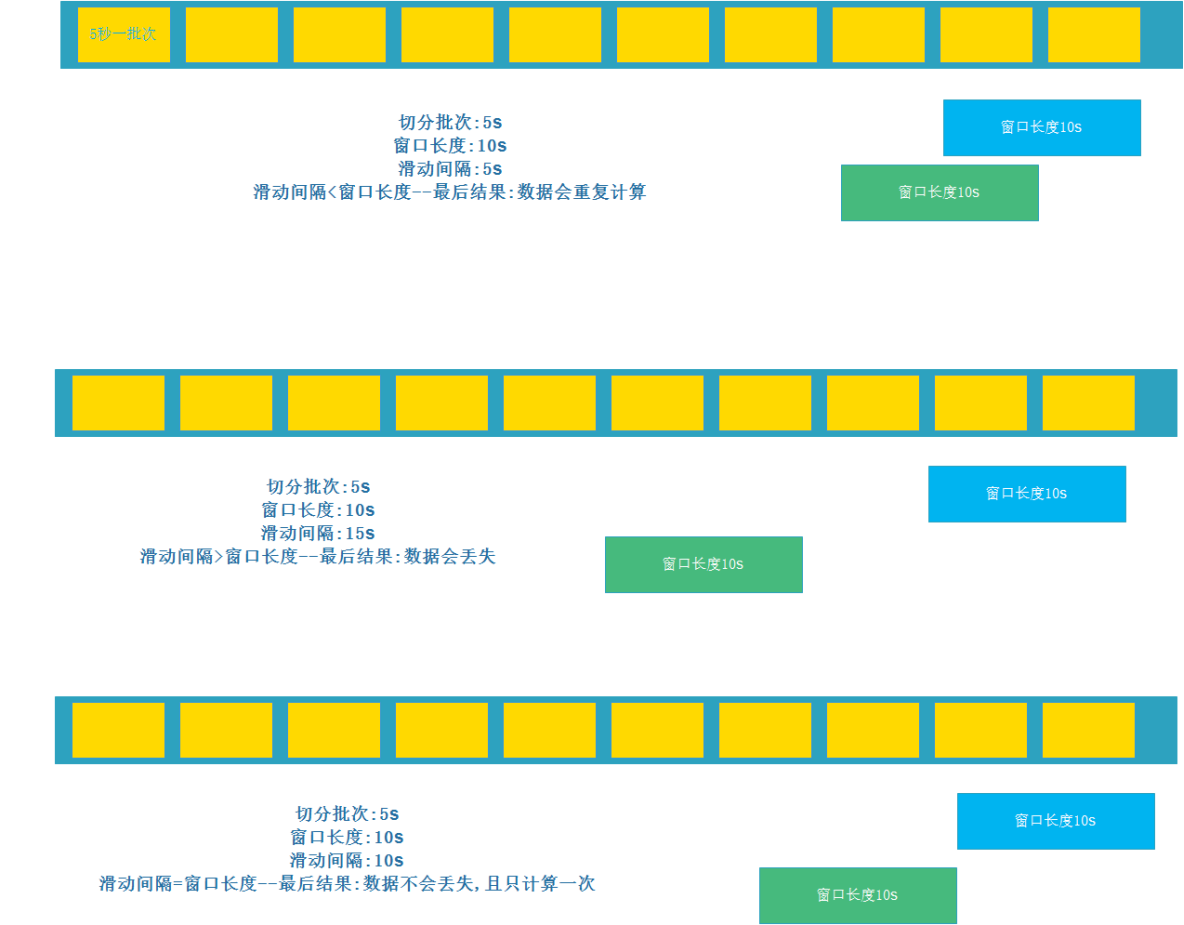 5秒一批次
切分批次:5s
窗口长度:10s
滑动间隔:5s
滑动间隔<窗口长度--最后结果:数据会重复计算
窗口长度10s
窗口长度10s
切分批次:5s
窗口长度:10s
滑动间隔:15s
滑动间隔>窗口长度--最后结果:数据会丢失
窗口长度10s
窗口长度10s
切分批次:5s
窗口长度:10s
滑动间隔:10s
滑动间隔=窗口长度--最后结果:数据不会丢失,且只计算一次
窗口长度10s
窗口长度10s